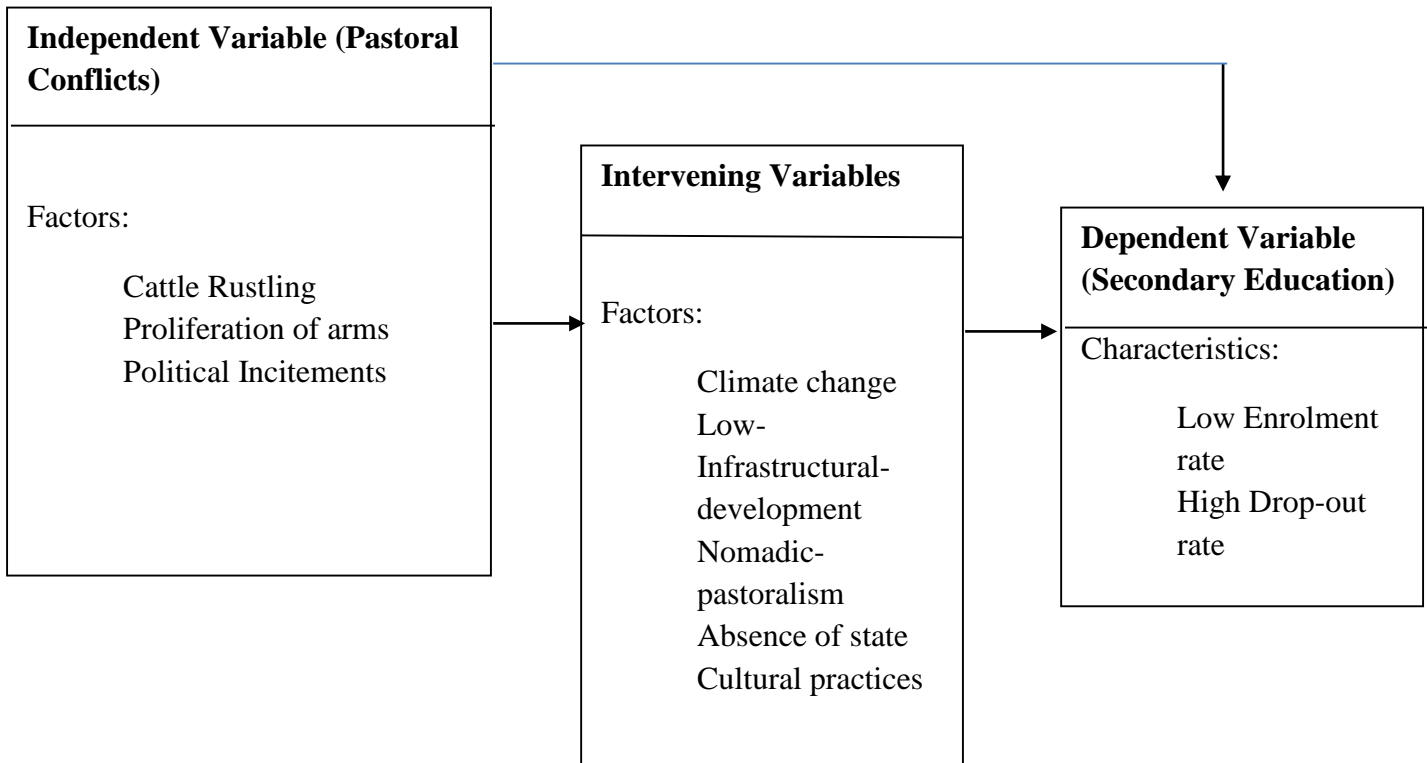 Independent Variable (Pastoral
Conflicts)
Factors:
Cattle Rustling
Proliferation of arms
Political Incitements
Intervening Variables
Factors:
Climate change
Low-
Infrastructural-
development
Nomadic-
pastoralism
Absence of state
Cultural practices
Dependent Variable
(Secondary Education)
Characteristics:
Low Enrolment
rate
High Drop-out
rate